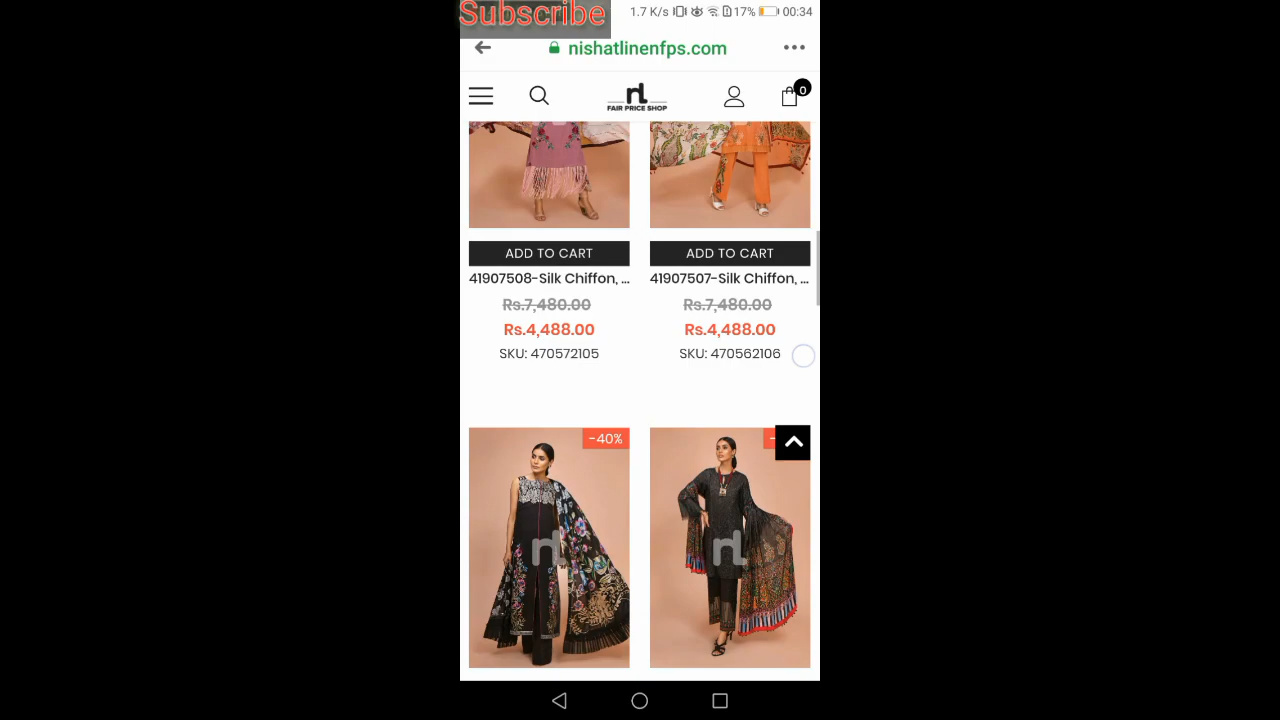 Subscribe
1.7 K/s 17% 00:34
nishatlinenfps.com
nL
FAIR PRICE SHOP
0
ADD TO CART ADD TO CART
41907508-Silk Chiffon, ... 41907507-Silk Chiffon, ...
Rs.7,480.00 Rs.7,480.00
Rs.4,488.00 Rs.4,488.00
SKU: 470572105 SKU: 470562106
-40% -
nL nL